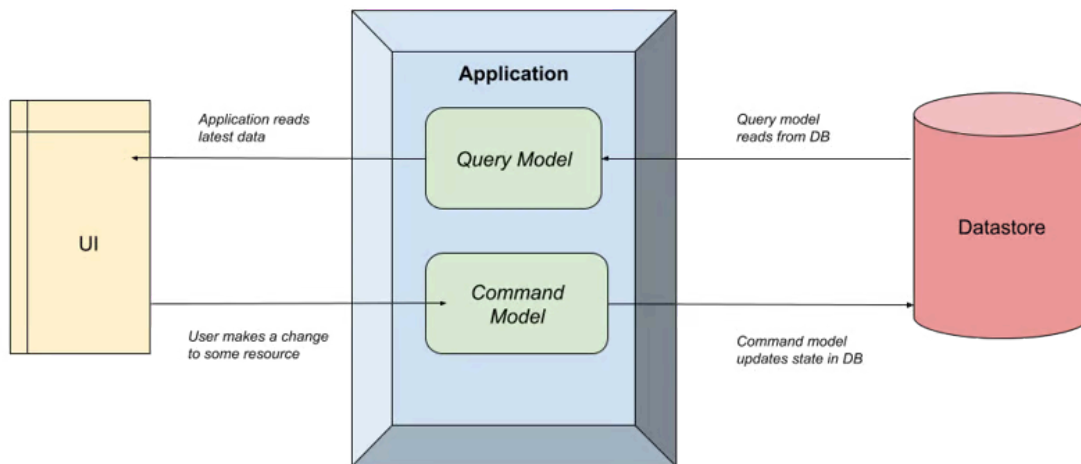 Application
Application reads
latest data
Query model
reads from DB
Query Model
UI
Datastore
Command
Model
User makes a change
to some resource
Command model
updates state in DB